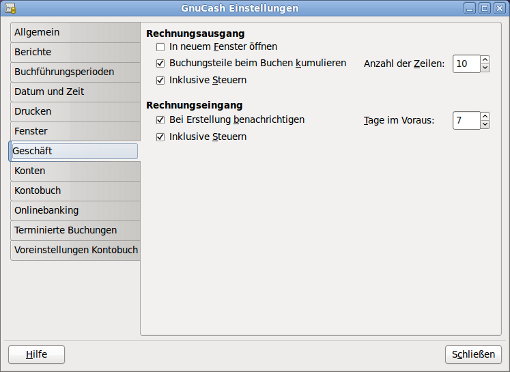 GnuCash Einstellungen
Allgemein
Berichte
Buchführungsperioden
Datum und Zeit
Drucken
Fenster
Geschäft
Konten
Kontobuch
Onlinebanking
Terminierte Buchungen
Voreinstellungen Kontobuch
Rechnungsausgang
In neuem Fenster öffnen
Buchungsteile beim Buchen kumulieren Anzahl der Zeilen: 10
Inklusive Steuern
Rechnungseingang
Bei Erstellung benachrichtigen Tage im Voraus: 7
Inklusive Steuern
Hilfe Schließen